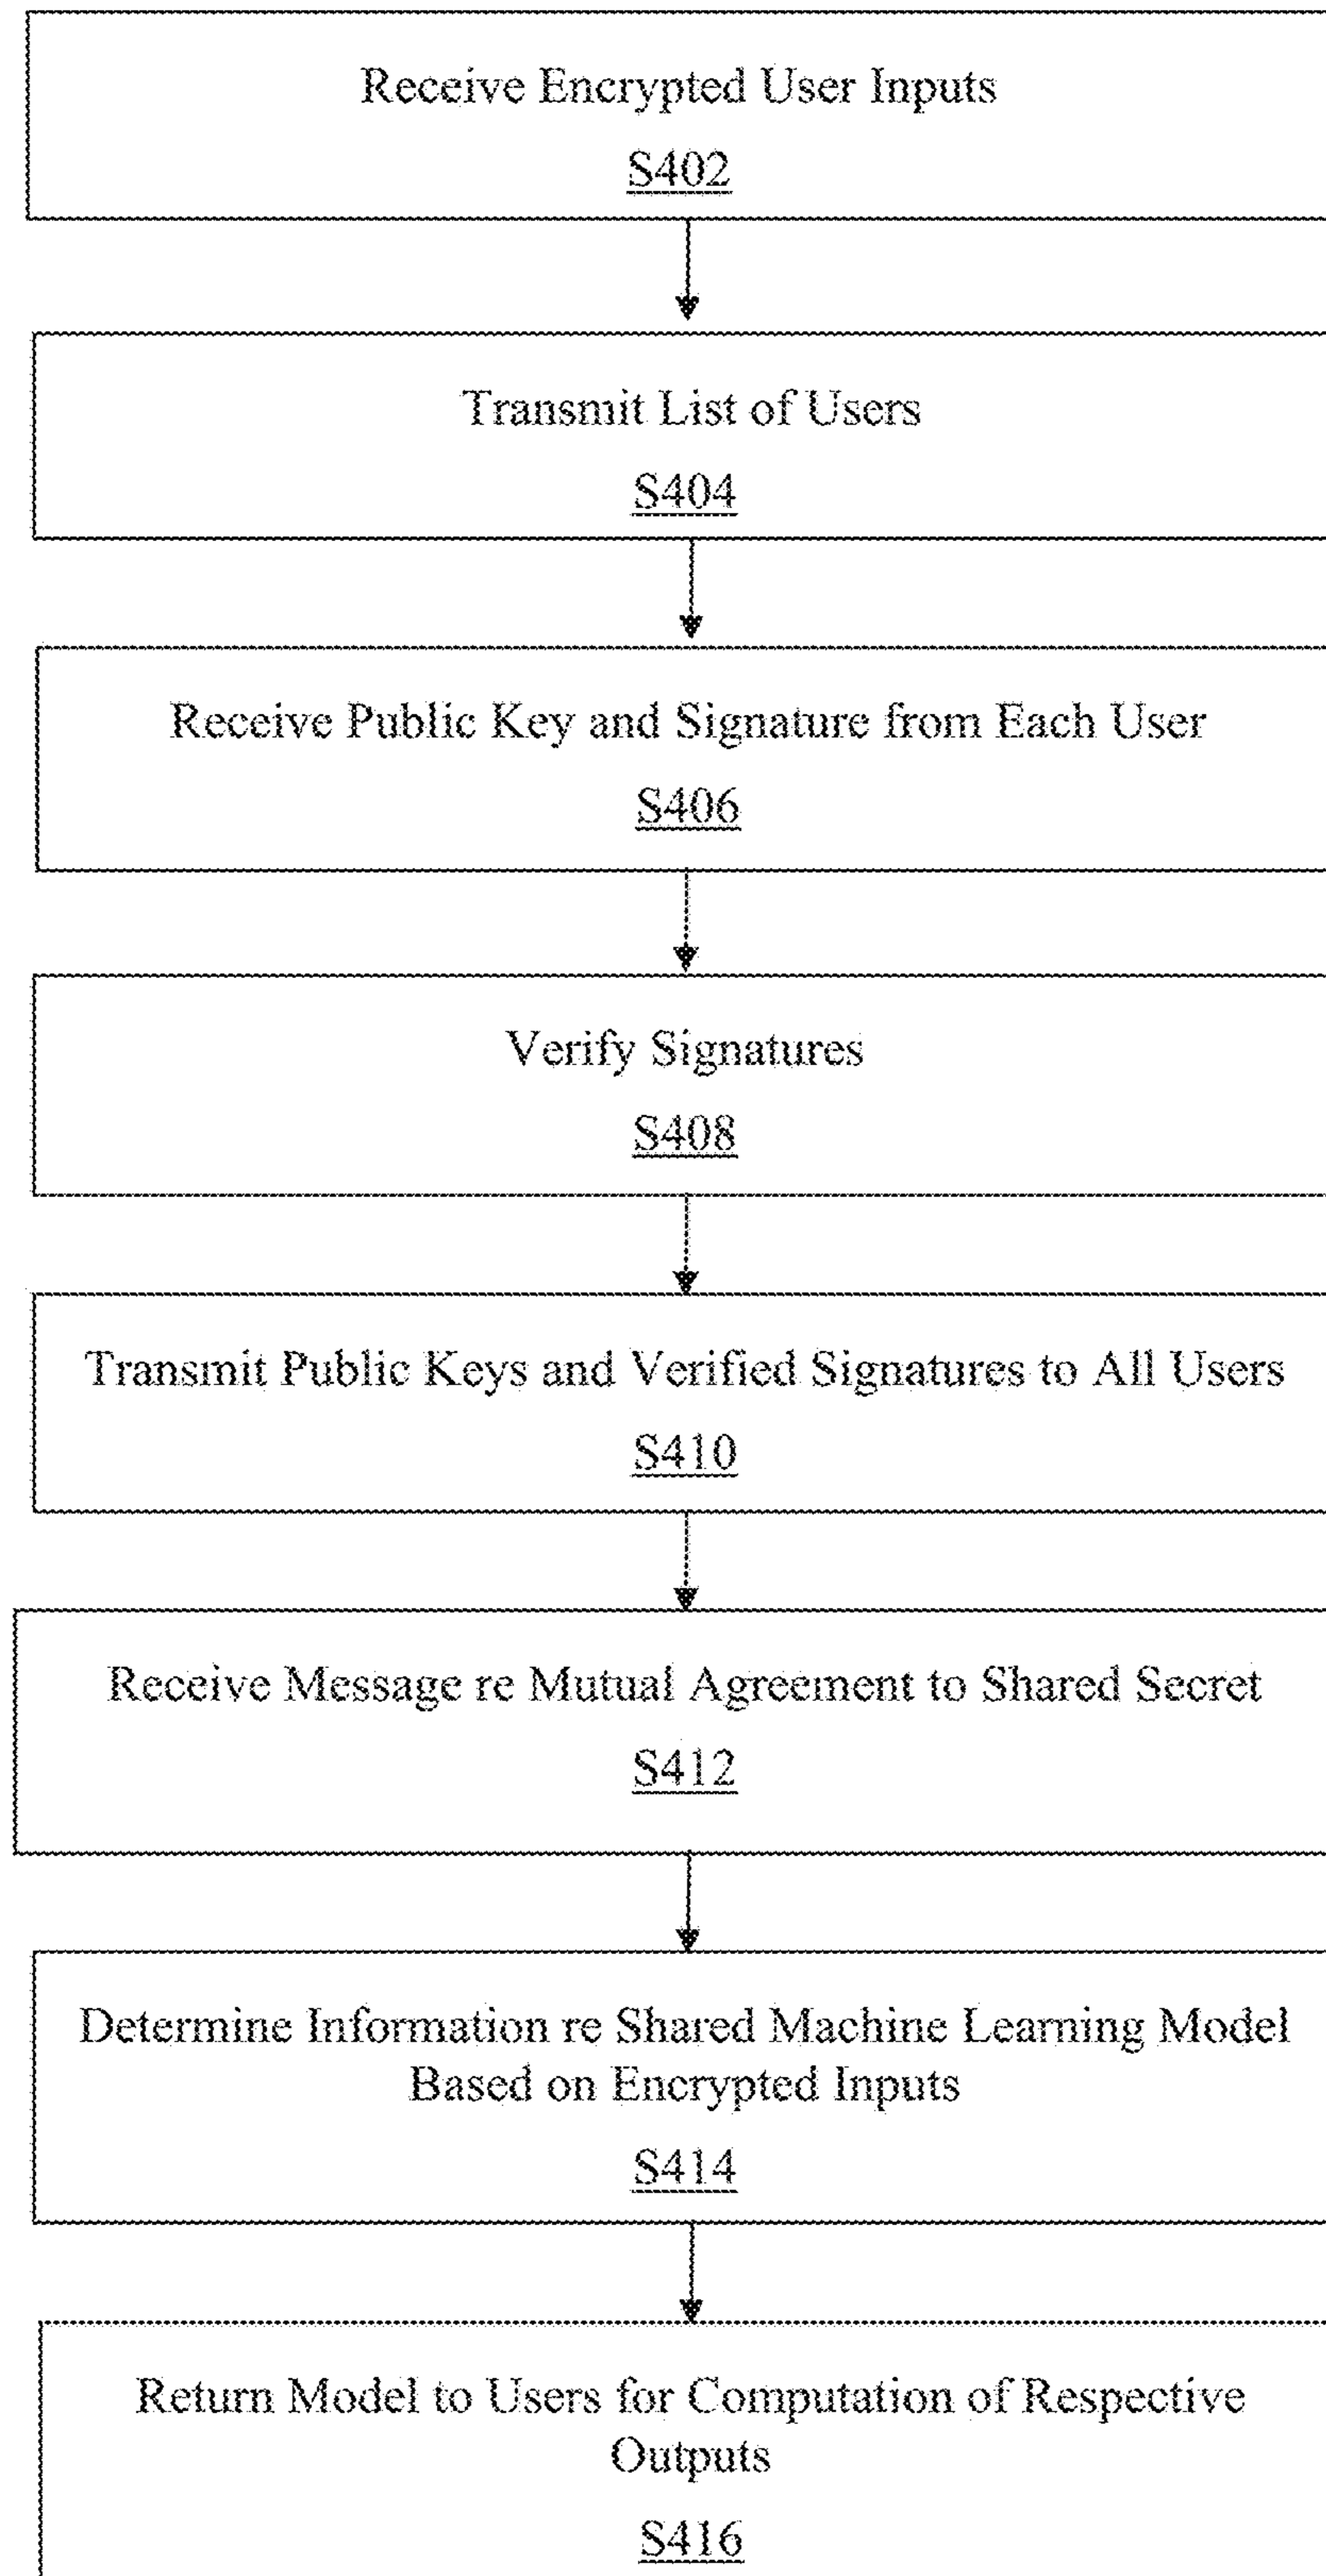 Receive Encrypted User Inputs
S402
Transmit List of Users
S404
Receive Public Key and Signature from Each User
S406
Verify Signatures
S408
Transmit Public Keys and Verified Signatures to All Users
S410
Receive Message re Mutual Agreement to Shared Secret
S412
Determine Information re Shared Machine Learning Model
Based on Encrypted Inputs
S414
Return Model to Users for Computation of Respective
Outputs
S416